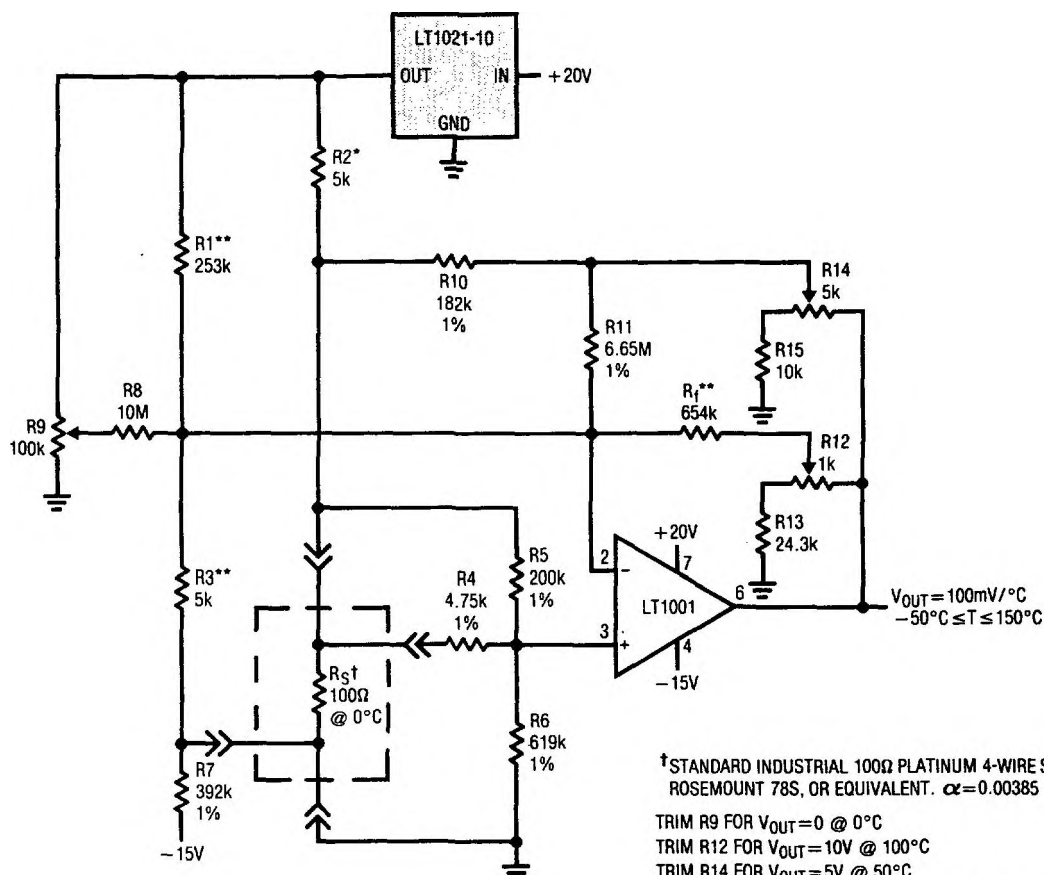 LT1021-10
OUT
IN
+20V
GND
R2*
5k
R1**
253k
R10
182k
1%
R14
5k
R11
6.65M
1%
R15
10k
R8
10M
R9
100k
Rf**
654k
R12
1k
R13
24.3k
R3**
5k
R5
200k
1%
R4
4.75k
1%
+20V
2
7
−
LT1001
6
3
+
4
−15V
VOUT=100mV/°C
−50°C≤T≤150°C
RS†
100Ω
@ 0°C
R6
619k
1%
R7
392k
1%
−15V
†STANDARD INDUSTRIAL 100Ω PLATINUM 4-WIRE S
ROSEMOUNT 78S, OR EQUIVALENT. α=0.00385
TRIM R9 FOR VOUT=0 @ 0°C
TRIM R12 FOR VOUT=10V @ 100°C
TRIM R14 FOR VOUT=5V @ 50°C